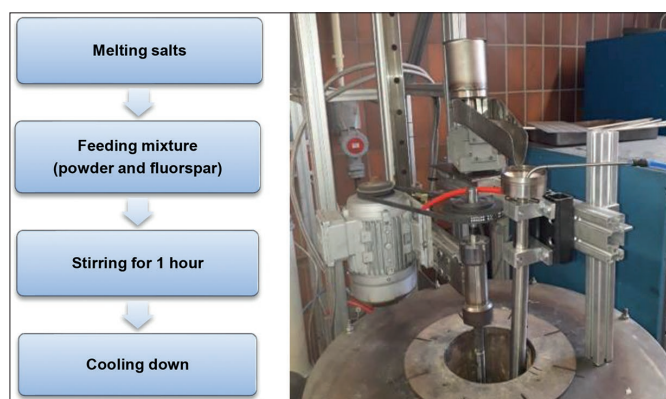 Melting salts
Feeding mixture
(powder and fluorspar)
Stirring for 1 hour
Cooling down